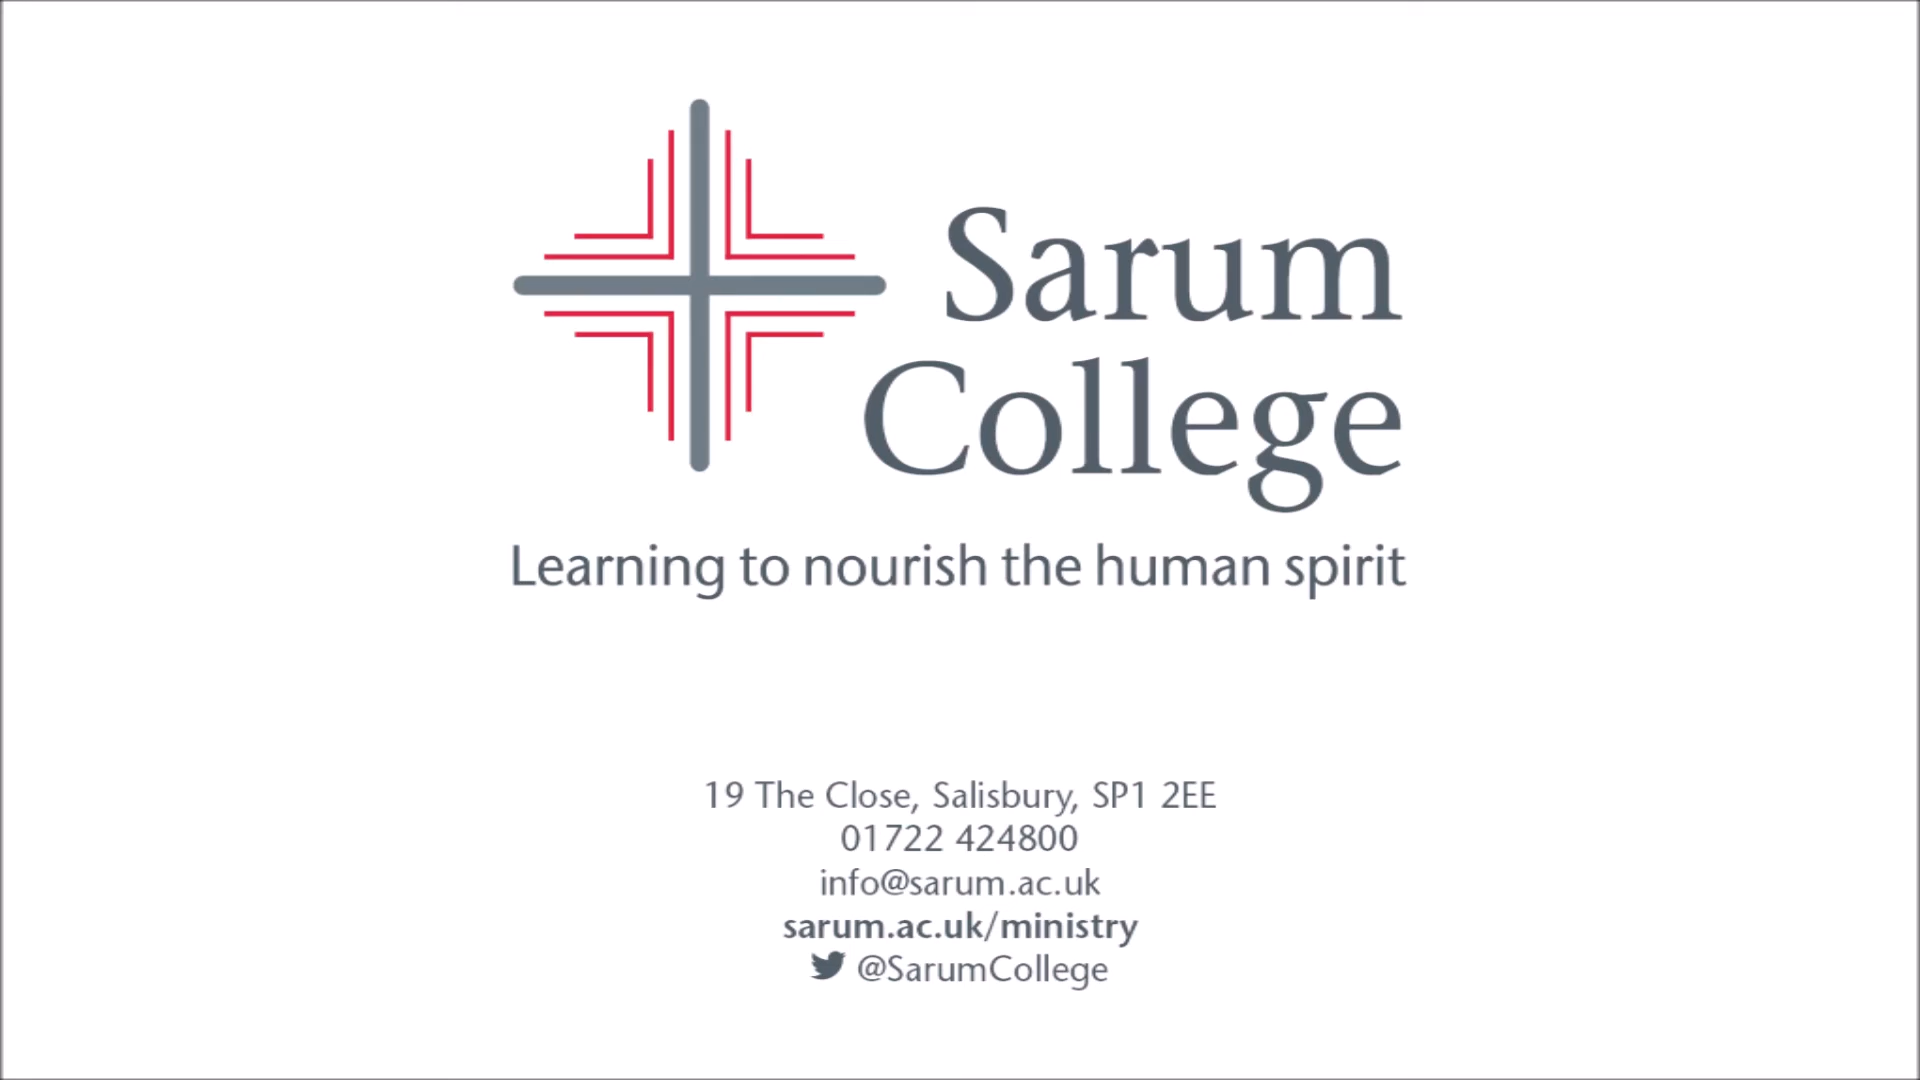 Sarum
College
Learning to nourish the human spirit
19 The Close, Salisbury, SP1 2EE
01722 424800
info@sarum.ac.uk
sarum.ac.uk/ministry
@SarumCollege